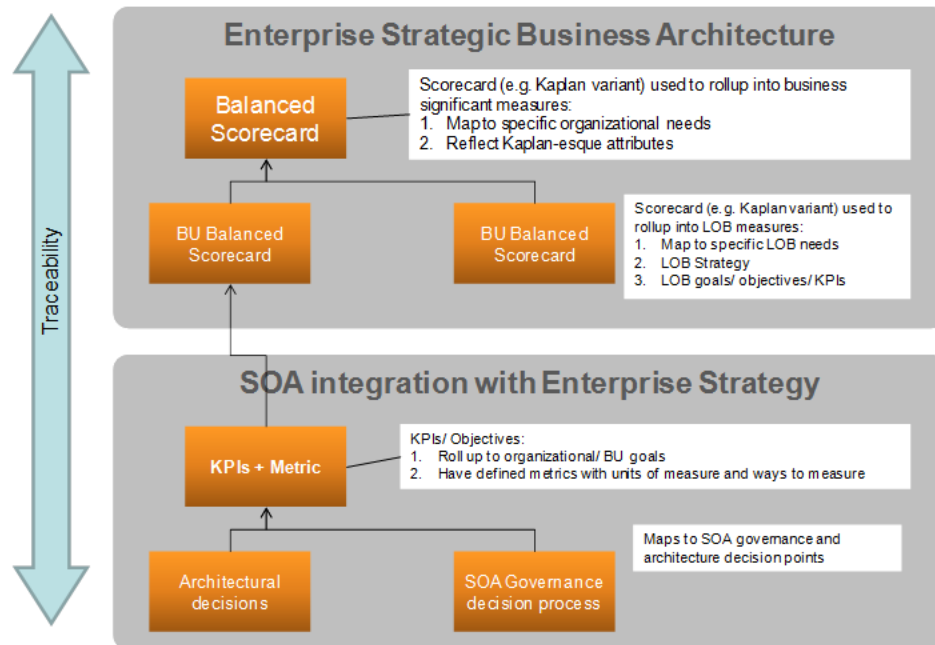 Enterprise Strategic Business Architecture
Balanced
Scorecard
Scorecard (e.g. Kaplan variant) used to rollup into business
significant measures:
1. Map to specific organizational needs
2. Reflect Kaplan-esque attributes
BU Balanced
Scorecard
BU Balanced
Scorecard
Scorecard (e.g. Kaplan variant) used to
rollup into LOB measures:
1. Map to specific LOB needs
2. LOB Strategy
3. LOB goals/ objectives/ KPIs
Traceability
SOA integration with Enterprise Strategy
KPIs + Metric
KPIs/ Objectives:
1. Roll up to organizational/ BU goals
2. Have defined metrics with units of measure and ways to measure
Architectural
decisions
SOA Governance
decision process
Maps to SOA governance and
architecture decision points